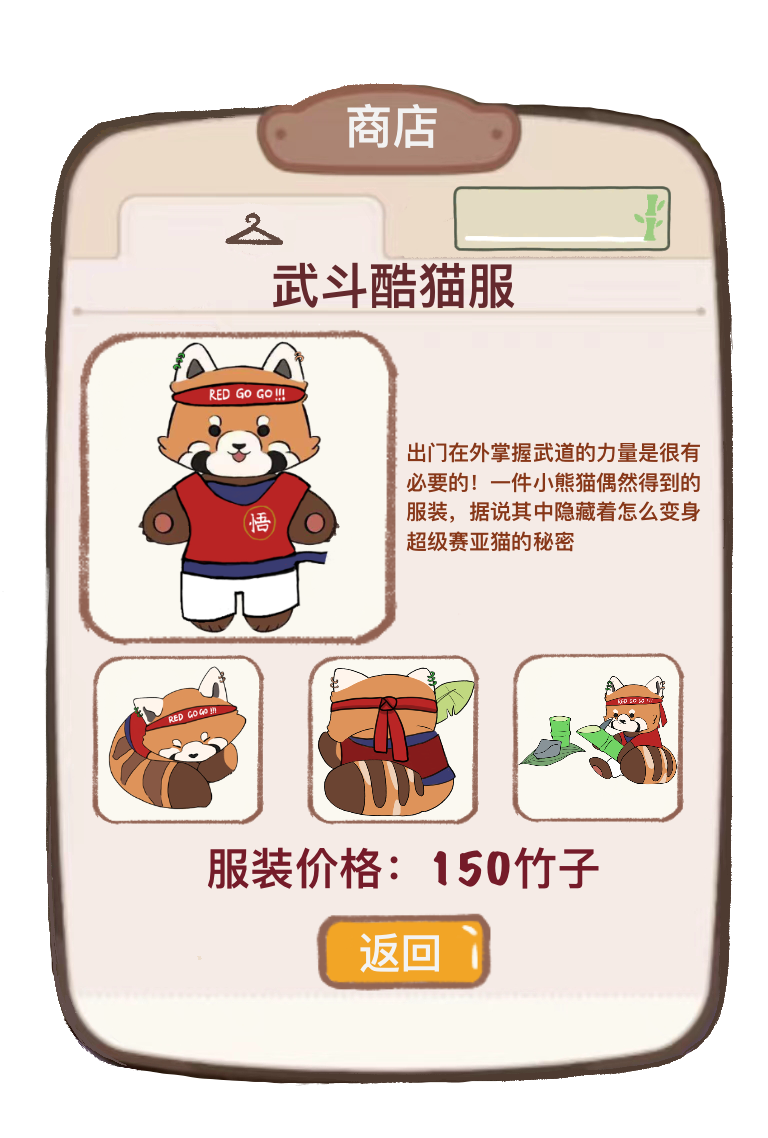 商店
武斗酷猫服
RED GO GO!!!
悟
出门在外掌握武道的力量是很有
必要的！一件小熊猫偶然得到的
服装，据说其中隐藏着怎么变身
超级赛亚猫的秘密
RED GO GO !!!
RED GO GO !!!
服装价格：150竹子
返回